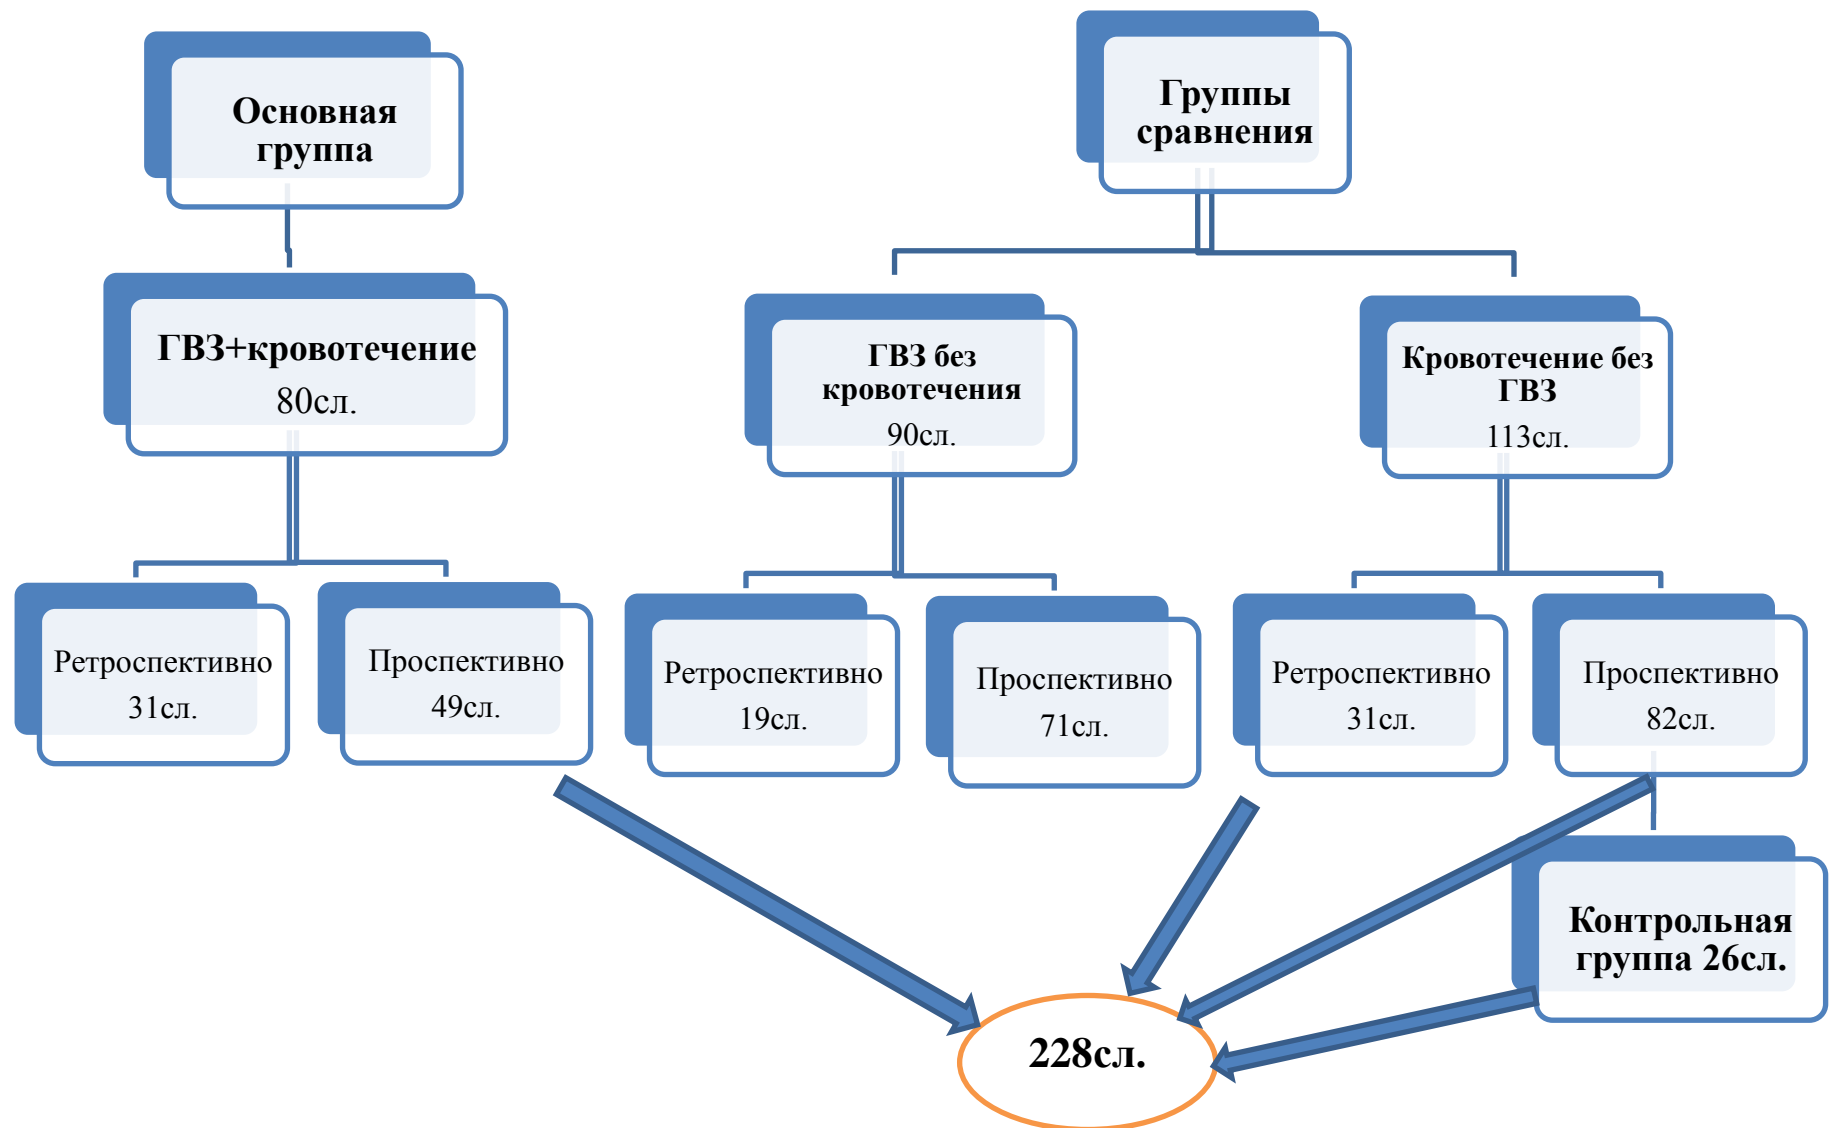 Основная
группа
Группы
сравнения
ГВЗ+кровотечение
80сл.
ГВЗ без
кровотечения
90сл.
Кровотечение без
ГВЗ
113сл.
Ретроспективно
31сл.
Проспективно
49сл.
Ретроспективно
19сл.
Проспективно
71сл.
Ретроспективно
31сл.
Проспективно
82сл.
Контрольная
группа 26сл.
228сл.